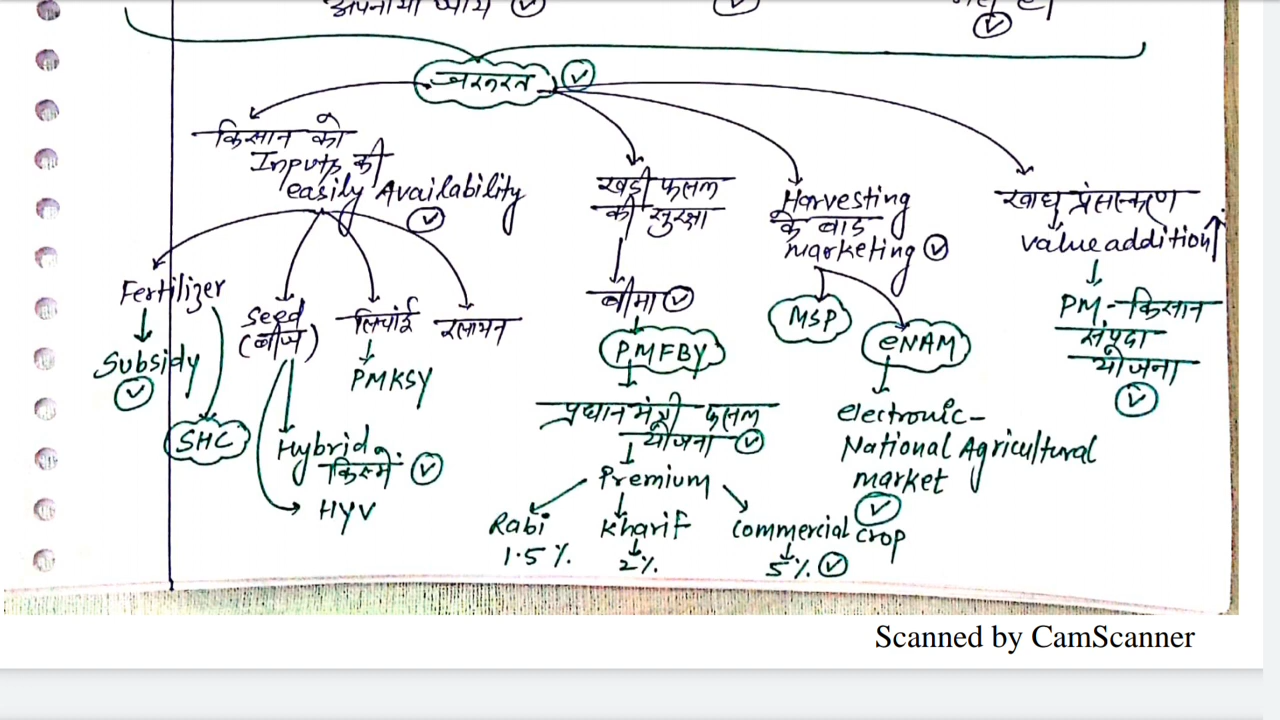 अपनाया जाये
जरूरत
किसान को
Inputs की
easily Availability
Fertilizer
Subsidy
SHC
Seed
(बीज)
Hybrid
किस्में
HYV
सिंचाई
PMKSY
रसायन
खड़ी फसल
की सुरक्षा
बीमा
PMFBY
प्रधानमंत्री फसल
योजना
Premium
Rabi
1.5%
Kharif
2%
Commercial crop
5%
Harvesting
के बाद
marketing
MSP
eNAM
electronic-
National Agricultural
market
खाद्य प्रंसस्करण
value addition↑
PM-किसान
संपदा
योजना
Scanned by CamScanner